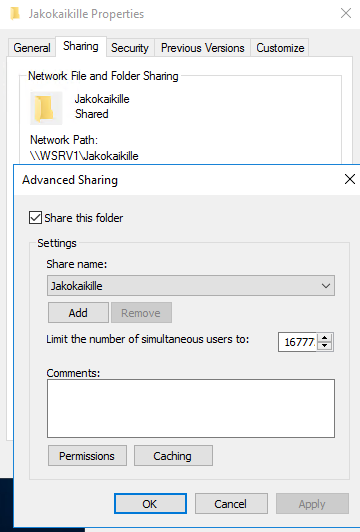 Jakokaikille Properties
General Sharing Security Previous Versions Customize
Network File and Folder Sharing
Jakokaikille
Shared
Network Path:
\\WSRV1\Jakokaikille
Advanced Sharing
Share this folder
Settings
Share name:
Jakokaikille
Add Remove
Limit the number of simultaneous users to: 16777
Comments:
Permissions Caching
OK Cancel Apply